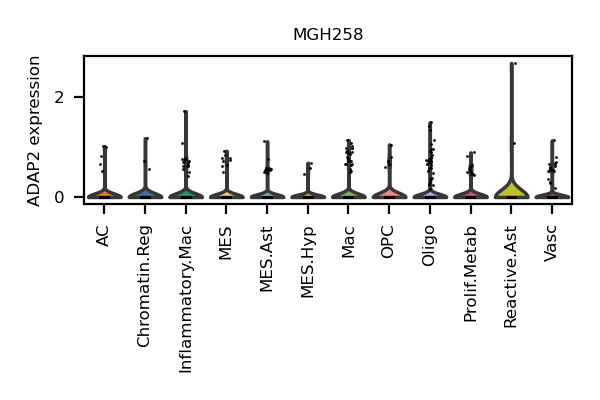 MGH258
ADAP2 expression
2
0
AC
Chromatin.Reg
Inflammatory.Mac
MES
MES.Ast
MES.Hyp
Mac
OPC
Oligo
Prolif.Metab
Reactive.Ast
Vasc